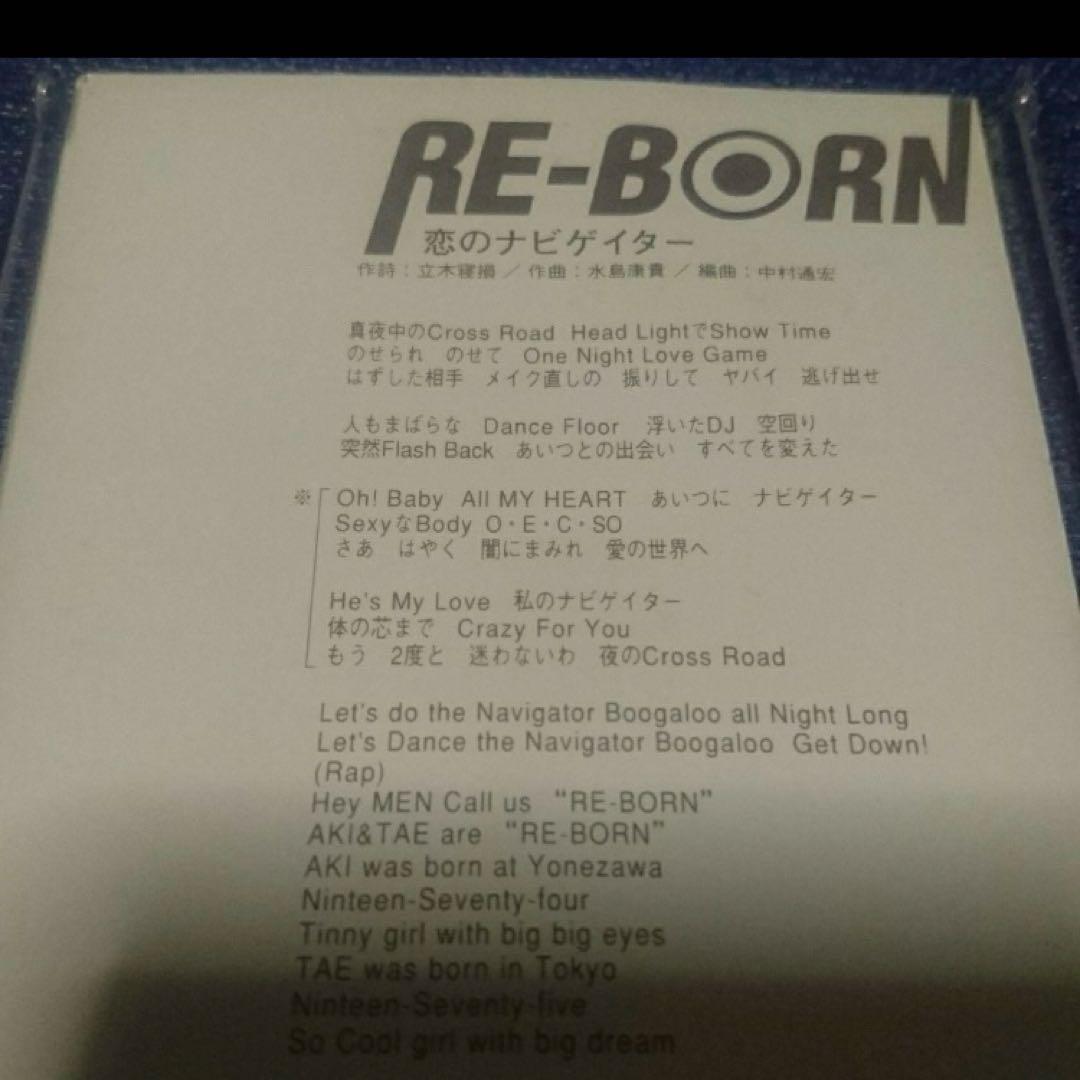 RE-BORN
恋のナビゲイター
作詩：立木寝損／作曲：水島康貴／編曲：中村通宏
真夜中のCross Road Head LightでShow Time
のせられ のせて One Night Love Game
はずした相手 メイク直しの 振りして ヤバイ 逃げ出せ
人もまばらな Dance Floor 浮いたDJ 空回り
突然Flash Back あいつとの出会い すべてを変えた
※ Oh! Baby All MY HEART あいつに ナビゲイター
SexyなBody O・E・C・SO
さあ はやく 闇にまみれ 愛の世界へ
He's My Love 私のナビゲイター
体の芯まで Crazy For You
もう 2度と 迷わないわ 夜のCross Road
Let's do the Navigator Boogaloo all Night Long
Let's Dance the Navigator Boogaloo Get Down!
(Rap)
Hey MEN Call us “RE-BORN”
AKI&TAE are “RE-BORN”
AKI was born at Yonezawa
Ninteen-Seventy-four
Tinny girl with big big eyes
TAE was born in Tokyo
Ninteen-Seventy-five
So Cool girl with big dream